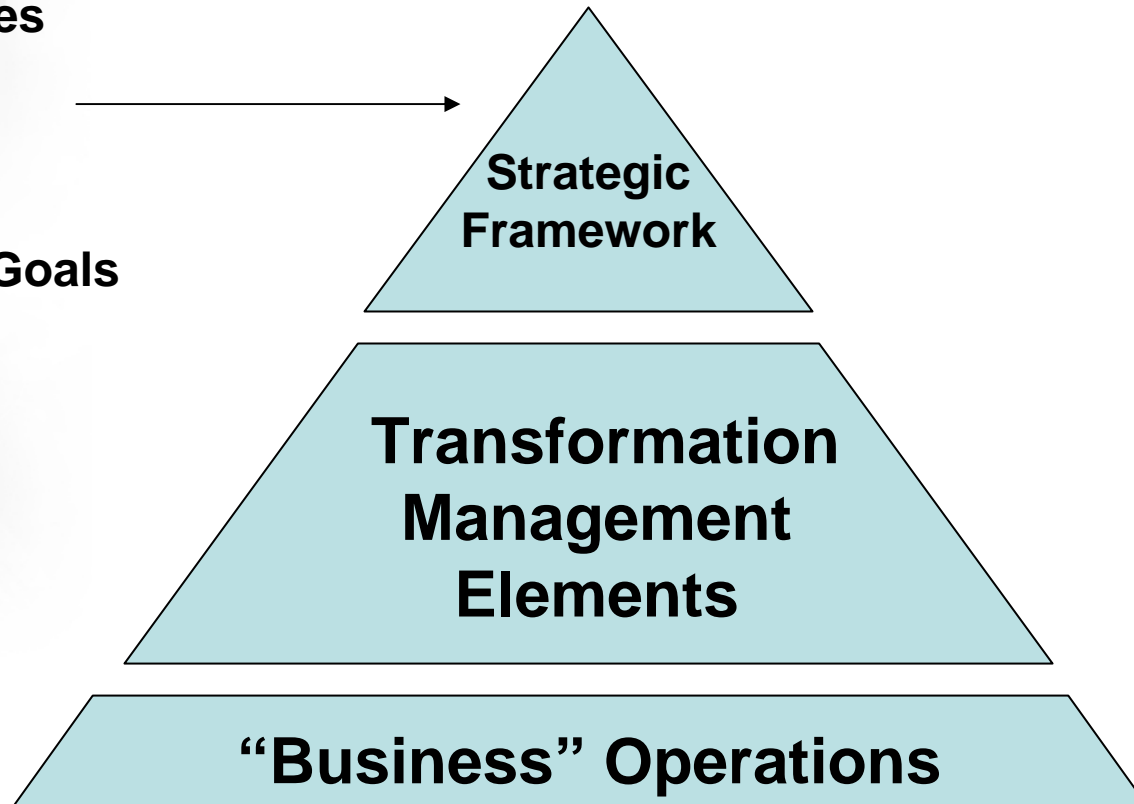 es
Strategic
Framework
Goals
Transformation
Management
Elements
“Business” Operations